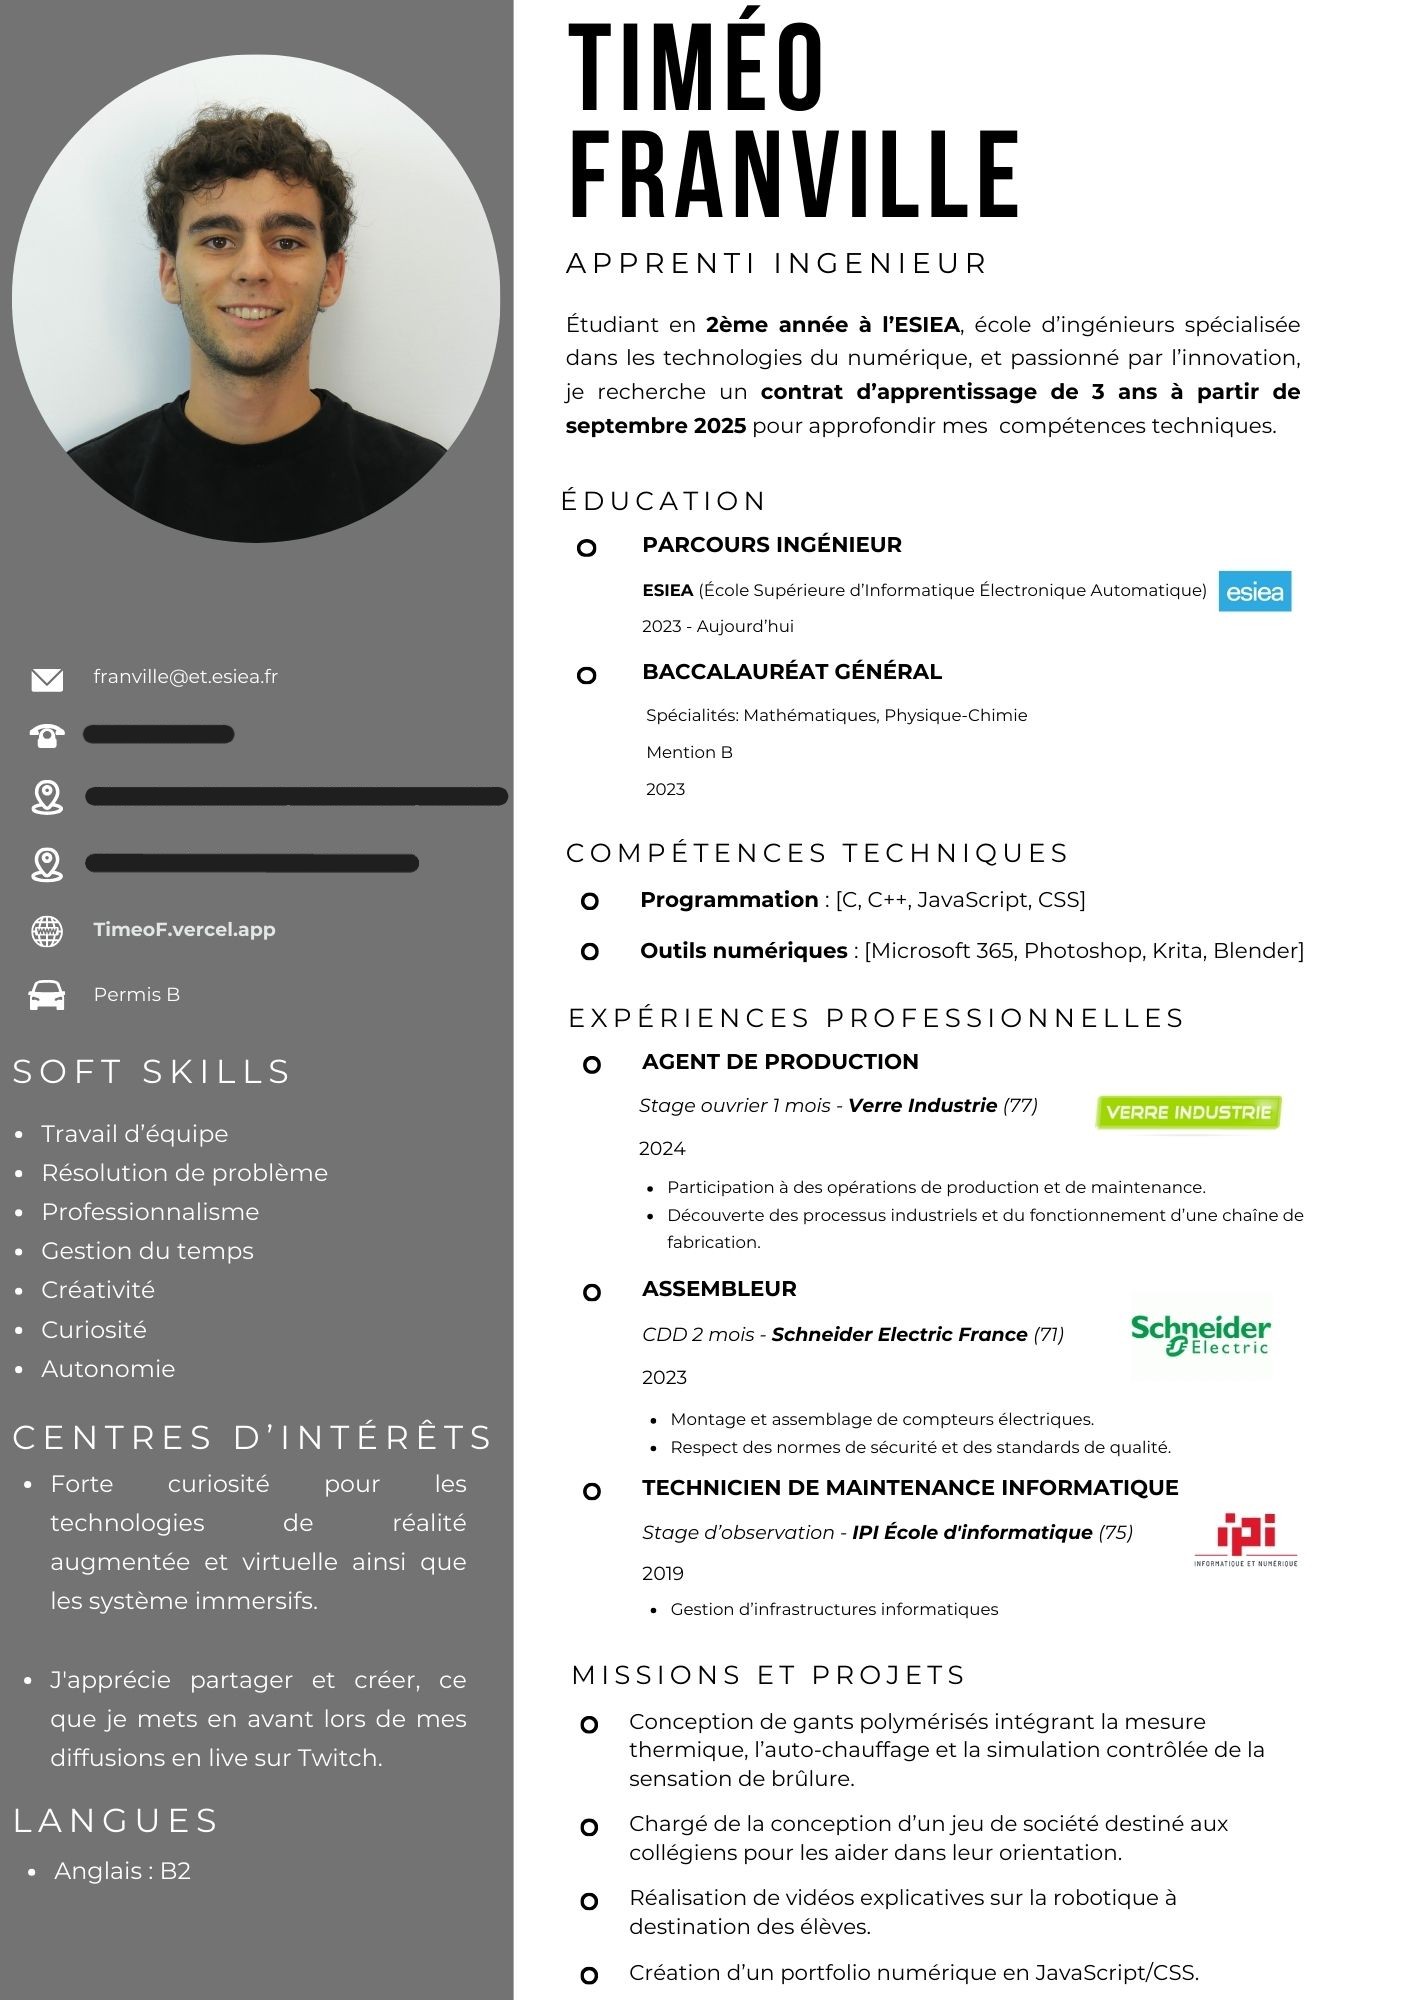 TIMÉO
FRANVILLE
APPRENTI INGENIEUR
Étudiant en 2ème année à l’ESIEA, école d’ingénieurs spécialisée
dans les technologies du numérique, et passionné par l’innovation,
je recherche un contrat d’apprentissage de 3 ans à partir de
septembre 2025 pour approfondir mes compétences techniques.
franville@et.esiea.fr
TimeoF.vercel.app
Permis B
SOFT SKILLS
• Travail d’équipe
• Résolution de problème
• Professionnalisme
• Gestion du temps
• Créativité
• Curiosité
• Autonomie
CENTRES D’INTÉRÊTS
• Forte curiosité pour les
technologies de réalité
augmentée et virtuelle ainsi que
les système immersifs.
• J'apprécie partager et créer, ce
que je mets en avant lors de mes
diffusions en live sur Twitch.
LANGUES
• Anglais : B2
ÉDUCATION
PARCOURS INGÉNIEUR
ESIEA (École Supérieure d’Informatique Électronique Automatique)
esiea
2023 - Aujourd’hui
BACCALAURÉAT GÉNÉRAL
Spécialités: Mathématiques, Physique-Chimie
Mention B
2023
COMPÉTENCES TECHNIQUES
Programmation : [C, C++, JavaScript, CSS]
Outils numériques : [Microsoft 365, Photoshop, Krita, Blender]
EXPÉRIENCES PROFESSIONNELLES
AGENT DE PRODUCTION
Stage ouvrier 1 mois - Verre Industrie (77)
VERRE INDUSTRIE
2024
• Participation à des opérations de production et de maintenance.
• Découverte des processus industriels et du fonctionnement d’une chaîne de
fabrication.
ASSEMBLEUR
CDD 2 mois - Schneider Electric France (71)
Schneider
Electric
2023
• Montage et assemblage de compteurs électriques.
• Respect des normes de sécurité et des standards de qualité.
TECHNICIEN DE MAINTENANCE INFORMATIQUE
Stage d’observation - IPI École d'informatique (75)
ipi
INFORMATIQUE ET NUMÉRIQUE
2019
• Gestion d’infrastructures informatiques
MISSIONS ET PROJETS
Conception de gants polymérisés intégrant la mesure
thermique, l’auto-chauffage et la simulation contrôlée de la
sensation de brûlure.
Chargé de la conception d’un jeu de société destiné aux
collégiens pour les aider dans leur orientation.
Réalisation de vidéos explicatives sur la robotique à
destination des élèves.
Création d’un portfolio numérique en JavaScript/CSS.